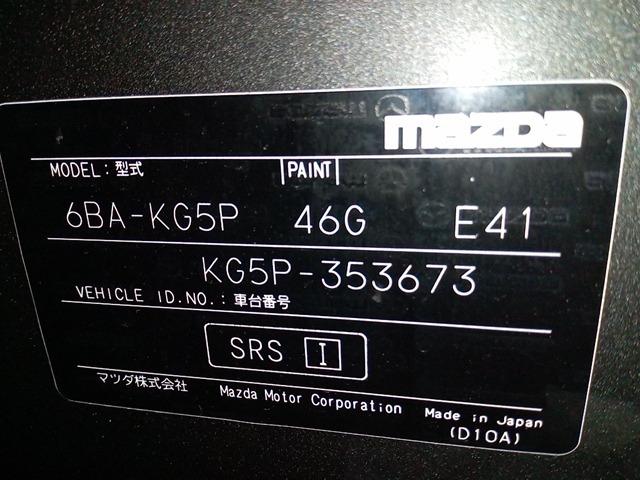 mazda
MODEL:型式 PAINT
6BA-KG5P 46G E41
KG5P-353673
VEHICLE ID.NO.:車台番号
SRS I
マツダ株式会社 Mazda Motor Corporation Made in Japan
(D10A)